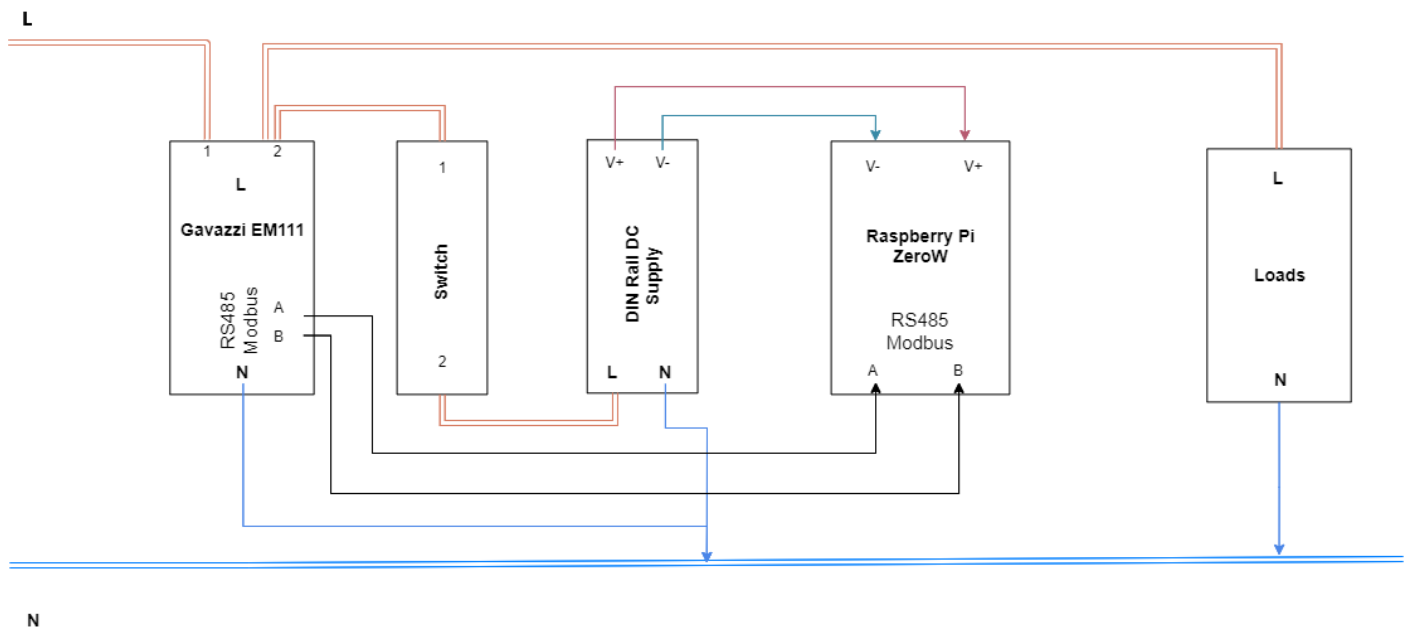 L
1
2
L
Gavazzi EM111
RS485
Modbus
A
B
N
1
Switch
2
V+
V-
DIN Rail DC
Supply
L
N
V-
V+
Raspberry Pi
ZeroW
RS485
Modbus
A
B
L
Loads
N
N